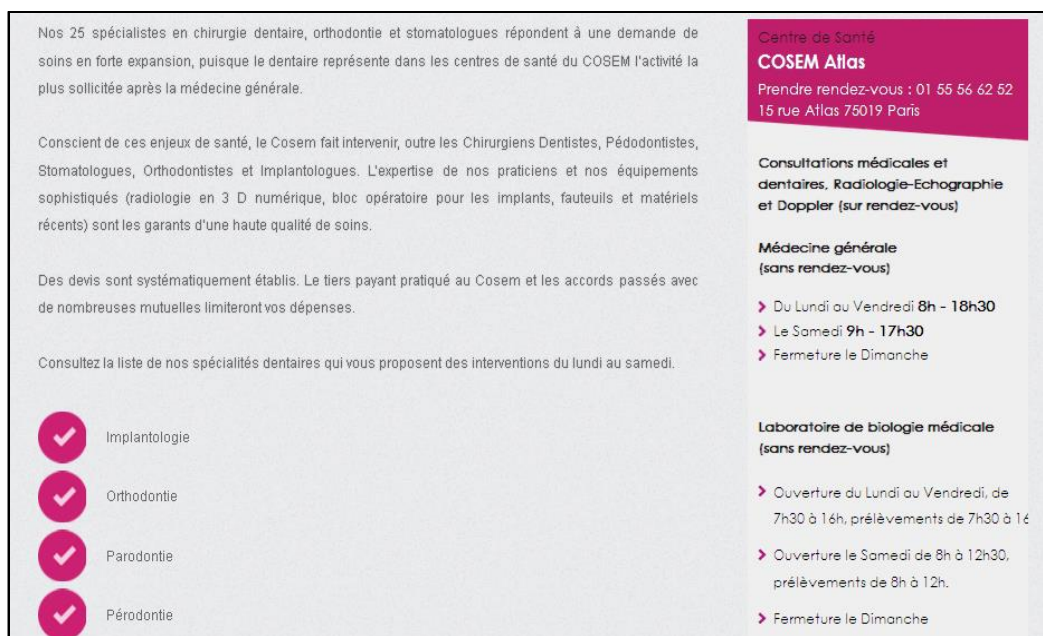 Nos 25 spécialistes en chirurgie dentaire, orthodontie et stomatologues répondent à une demande de
soins en forte expansion, puisque le dentaire représente dans les centres de santé du COSEM l'activité la
plus sollicitée après la médecine générale.
Conscient de ces enjeux de santé, le Cosem fait intervenir, outre les Chirurgiens Dentistes, Pédodontistes,
Stomatologues, Orthodontistes et Implantologues. L'expertise de nos praticiens et nos équipements
sophistiqués (radiologie en 3 D numérique, bloc opératoire pour les implants, fauteuils et matériels
récents) sont les garants d'une haute qualité de soins.
Des devis sont systématiquement établis. Le tiers payant pratiqué au Cosem et les accords passés avec
de nombreuses mutuelles limiteront vos dépenses.
Consultez la liste de nos spécialités dentaires qui vous proposent des interventions du lundi au samedi.
Implantologie
Orthodontie
Parodontie
Pérodontie
Centre de Santé
COSEM Atlas
Prendre rendez-vous : 01 55 56 62 52
15 rue Atlas 75019 Paris
Consultations médicales et
dentaires, Radiologie-Echographie
et Doppler (sur rendez-vous)
Médecine générale
(sans rendez-vous)
Du Lundi au Vendredi 8h - 18h30
Le Samedi 9h - 17h30
Fermeture le Dimanche
Laboratoire de biologie médicale
(sans rendez-vous)
Ouverture du Lundi au Vendredi, de
7h30 à 16h, prélèvements de 7h30 à 16
Ouverture le Samedi de 8h à 12h30,
prélèvements de 8h à 12h.
Fermeture le Dimanche